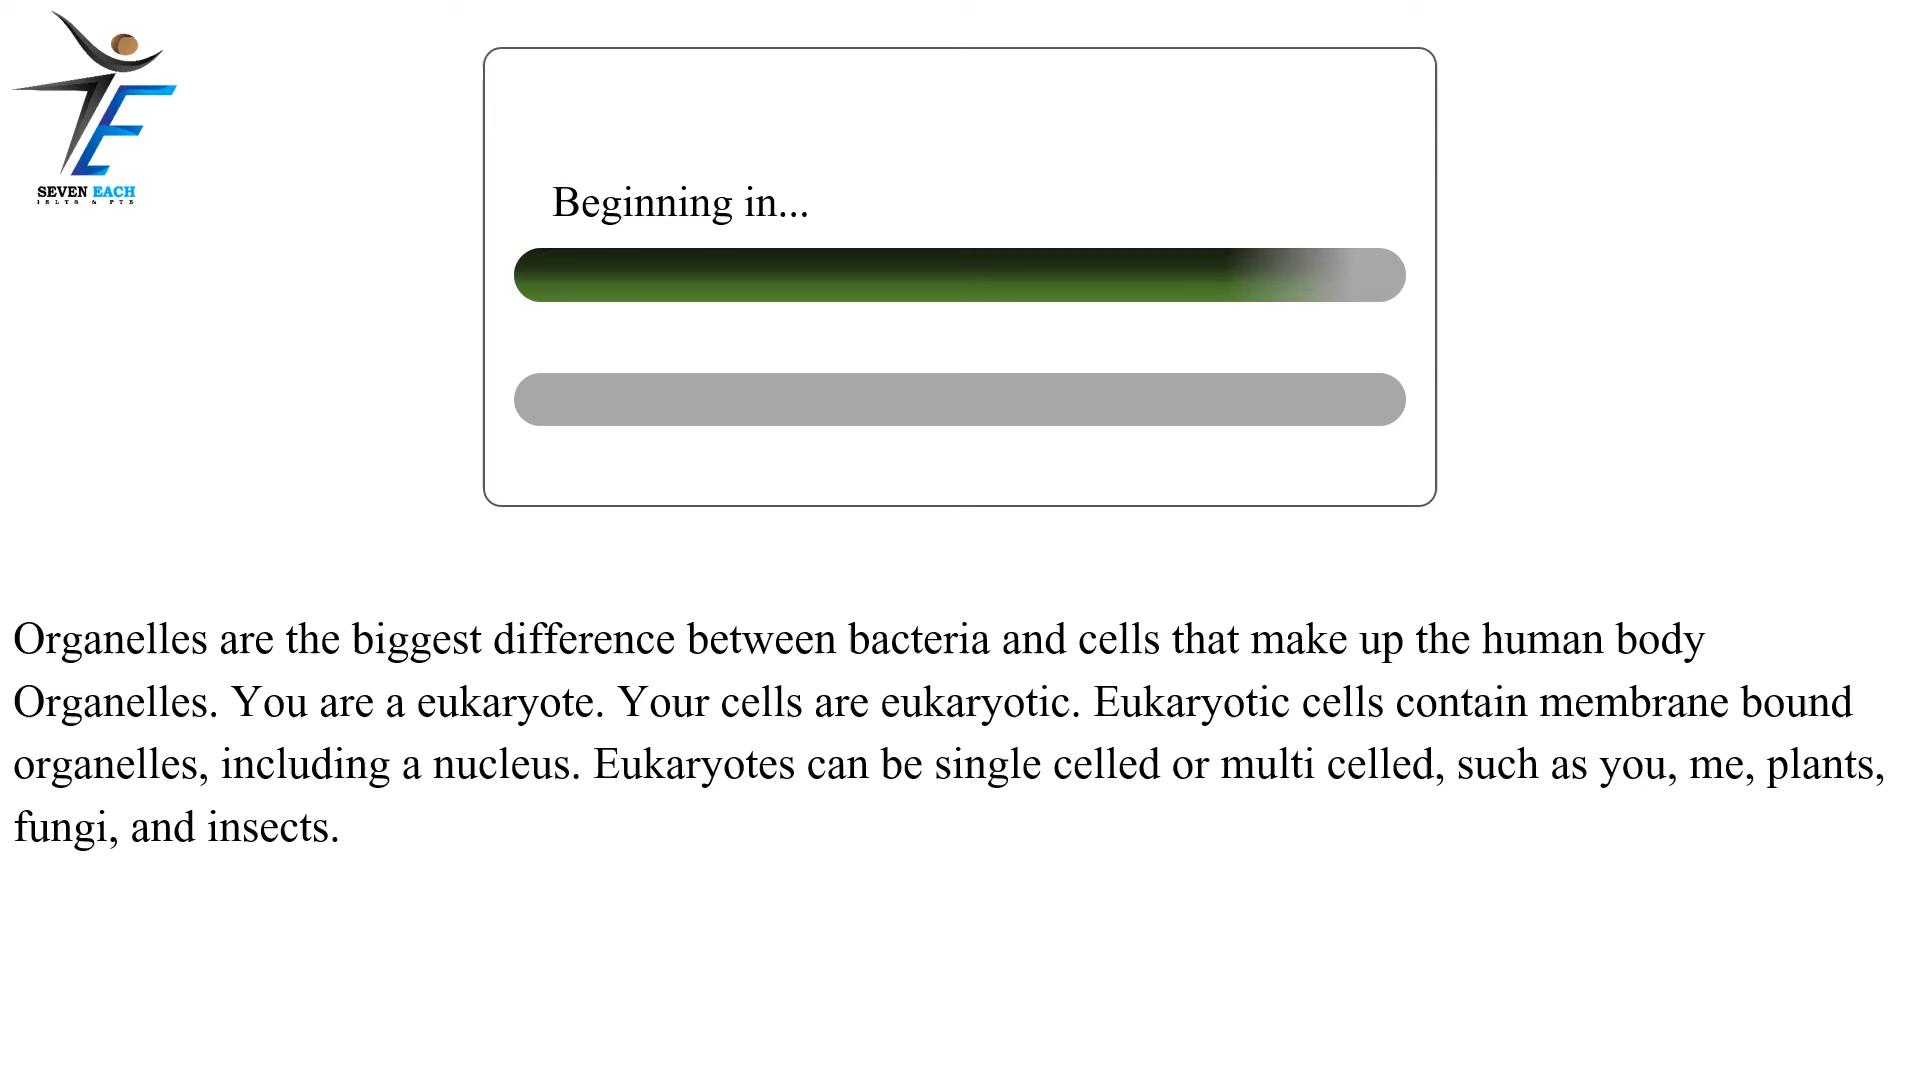 SEVEN EACH
IELTS & PTE
Beginning in...
Organelles are the biggest difference between bacteria and cells that make up the human body
Organelles. You are a eukaryote. Your cells are eukaryotic. Eukaryotic cells contain membrane bound
organelles, including a nucleus. Eukaryotes can be single celled or multi celled, such as you, me, plants,
fungi, and insects.